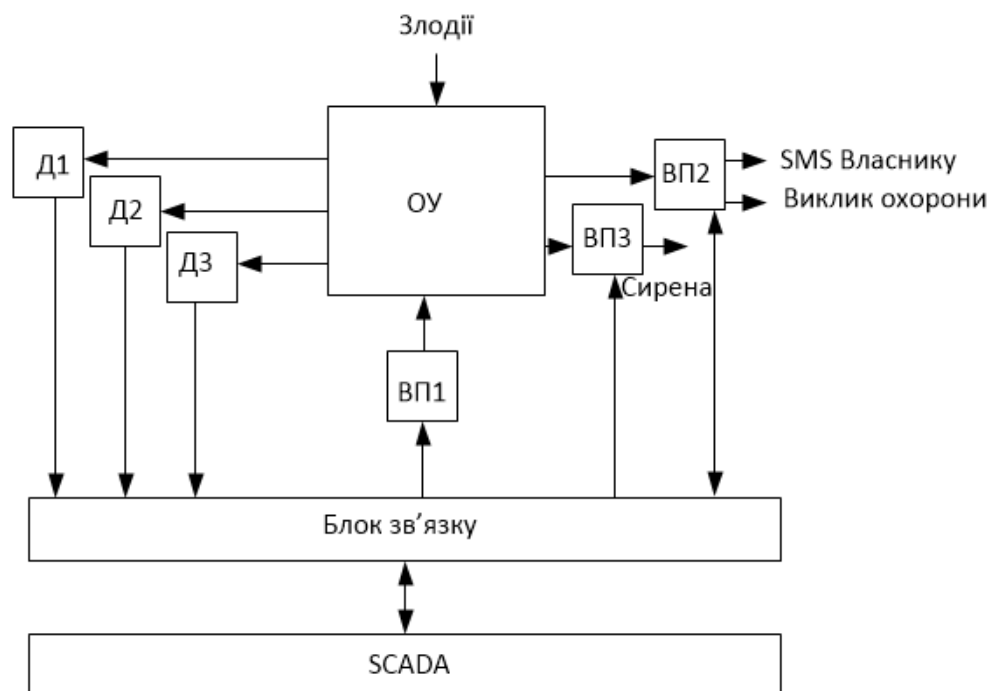 Злодії
Д1
Д2
Д3
ОУ
ВП2
SMS Власнику
Виклик охорони
ВП3
Сирена
ВП1
Блок зв’язку
SCADA